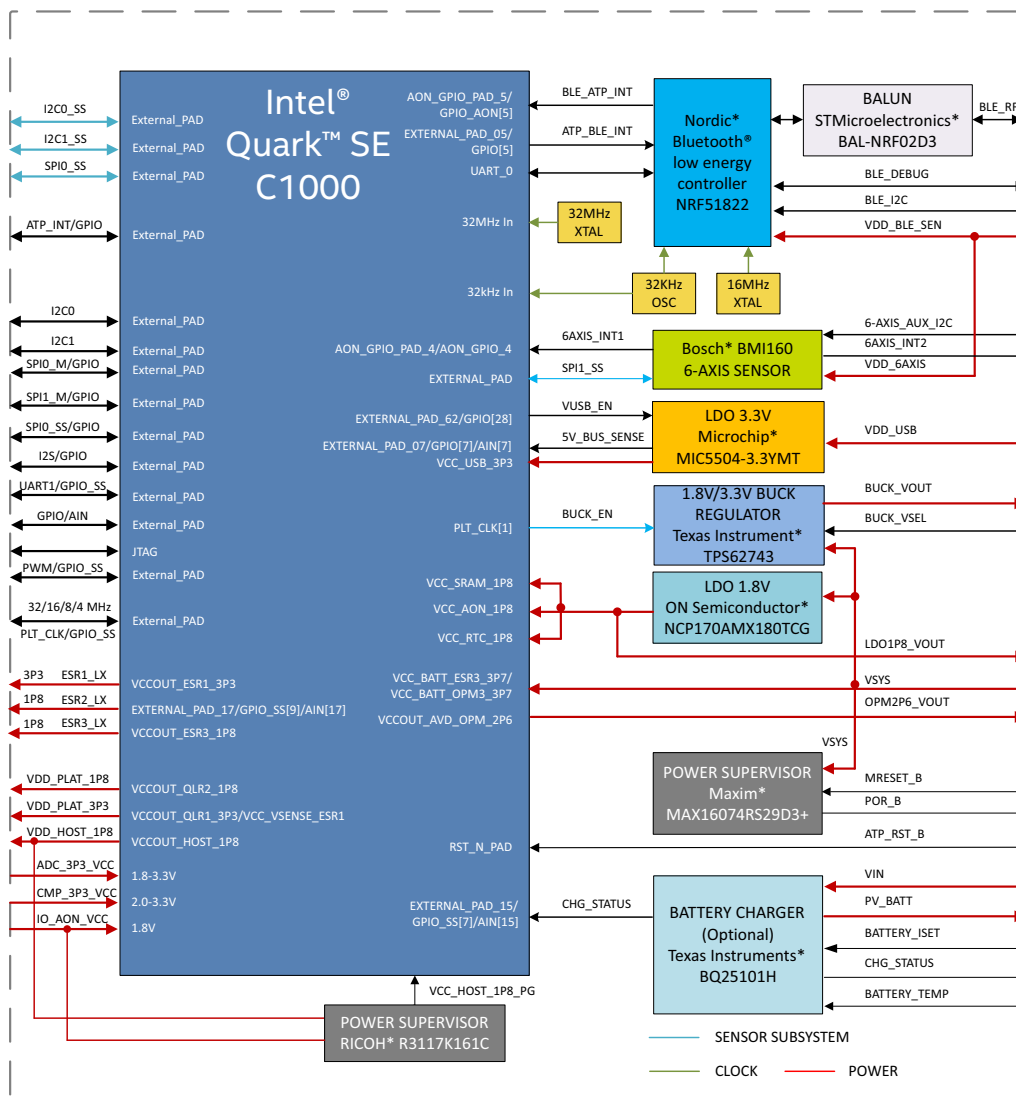 Intel®
Quark™ SE
C1000
I2C0_SS
External_PAD
I2C1_SS
External_PAD
SPI0_SS
External_PAD
ATP_INT/GPIO
External_PAD
I2C0
External_PAD
I2C1
External_PAD
SPI0_M/GPIO
External_PAD
SPI1_M/GPIO
External_PAD
SPI0_SS/GPIO
External_PAD
I2S/GPIO
External_PAD
UART1/GPIO_SS
External_PAD
GPIO/AIN
External_PAD
JTAG
PWM/GPIO_SS
External_PAD
32/16/8/4 MHz
PLT_CLK/GPIO_SS
External_PAD
3P3 ESR1_LX
VCCOUT_ESR1_3P3
1P8 ESR2_LX
EXTERNAL_PAD_17/GPIO_SS[9]/AIN[17]
1P8 ESR3_LX
VCCOUT_ESR3_1P8
VDD_PLAT_1P8
VCCOUT_QLR2_1P8
VDD_PLAT_3P3
VCCOUT_QLR1_3P3/VCC_VSENSE_ESR1
VDD_HOST_1P8
VCCOUT_HOST_1P8
ADC_3P3_VCC
1.8-3.3V
CMP_3P3_VCC
2.0-3.3V
IO_AON_VCC
1.8V
AON_GPIO_PAD_5/
GPIO_AON[5]
BLE_ATP_INT
EXTERNAL_PAD_05/
GPIO[5]
ATP_BLE_INT
UART_0
32MHz In
32MHz
XTAL
32kHz In
32KHz
OSC
16MHz
XTAL
Nordic*
Bluetooth®
low energy
controller
NRF51822
BALUN
STMicroelectronics*
BAL-NRF02D3
BLE_RF
BLE_DEBUG
BLE_I2C
VDD_BLE_SEN
AON_GPIO_PAD_4/AON_GPIO_4
6AXIS_INT1
EXTERNAL_PAD
SPI1_SS
Bosch* BMI160
6-AXIS SENSOR
6-AXIS_AUX_I2C
6AXIS_INT2
VDD_6AXIS
EXTERNAL_PAD_62/GPIO[28]
VUSB_EN
EXTERNAL_PAD_07/GPIO[7]/AIN[7]
5V_BUS_SENSE
VCC_USB_3P3
LDO 3.3V
Microchip*
MIC5504-3.3YMT
VDD_USB
PLT_CLK[1]
BUCK_EN
1.8V/3.3V BUCK
REGULATOR
Texas Instrument*
TPS62743
BUCK_VOUT
BUCK_VSEL
VCC_SRAM_1P8
VCC_AON_1P8
VCC_RTC_1P8
LDO 1.8V
ON Semiconductor*
NCP170AMX180TCG
LDO1P8_VOUT
VCC_BATT_ESR3_3P7/
VCC_BATT_OPM3_3P7
VSYS
VCCOUT_AVD_OPM_2P6
OPM2P6_VOUT
VSYS
POWER SUPERVISOR
Maxim*
MAX16074RS29D3+
MRESET_B
POR_B
RST_N_PAD
ATP_RST_B
EXTERNAL_PAD_15/
GPIO_SS[7]/AIN[15]
CHG_STATUS
BATTERY CHARGER
(Optional)
Texas Instruments*
BQ25101H
VIN
PV_BATT
BATTERY_ISET
CHG_STATUS
BATTERY_TEMP
VCC_HOST_1P8_PG
POWER SUPERVISOR
RICOH* R3117K161C
SENSOR SUBSYSTEM
CLOCK
POWER